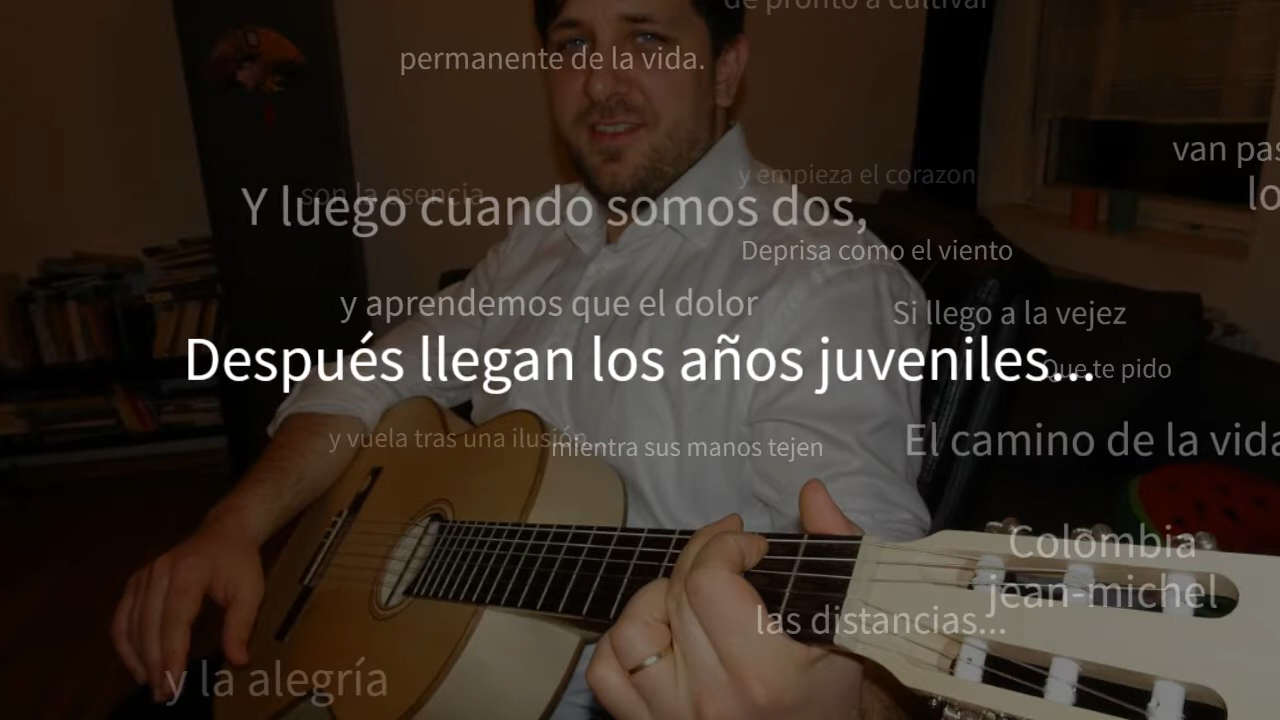 de pronto a cultivar
permanente de la vida.
van pas
y empieza el corazon
son la esencia
lo
Y luego cuando somos dos,
Deprisa como el viento
y aprendemos que el dolor
Si llego a la vejez
Después llegan los años juveniles...
Que te pido
y vuela tras una ilusión,
mientra sus manos tejen
El camino de la vida
Colombia
jean-michel
las distancias...
y la alegría